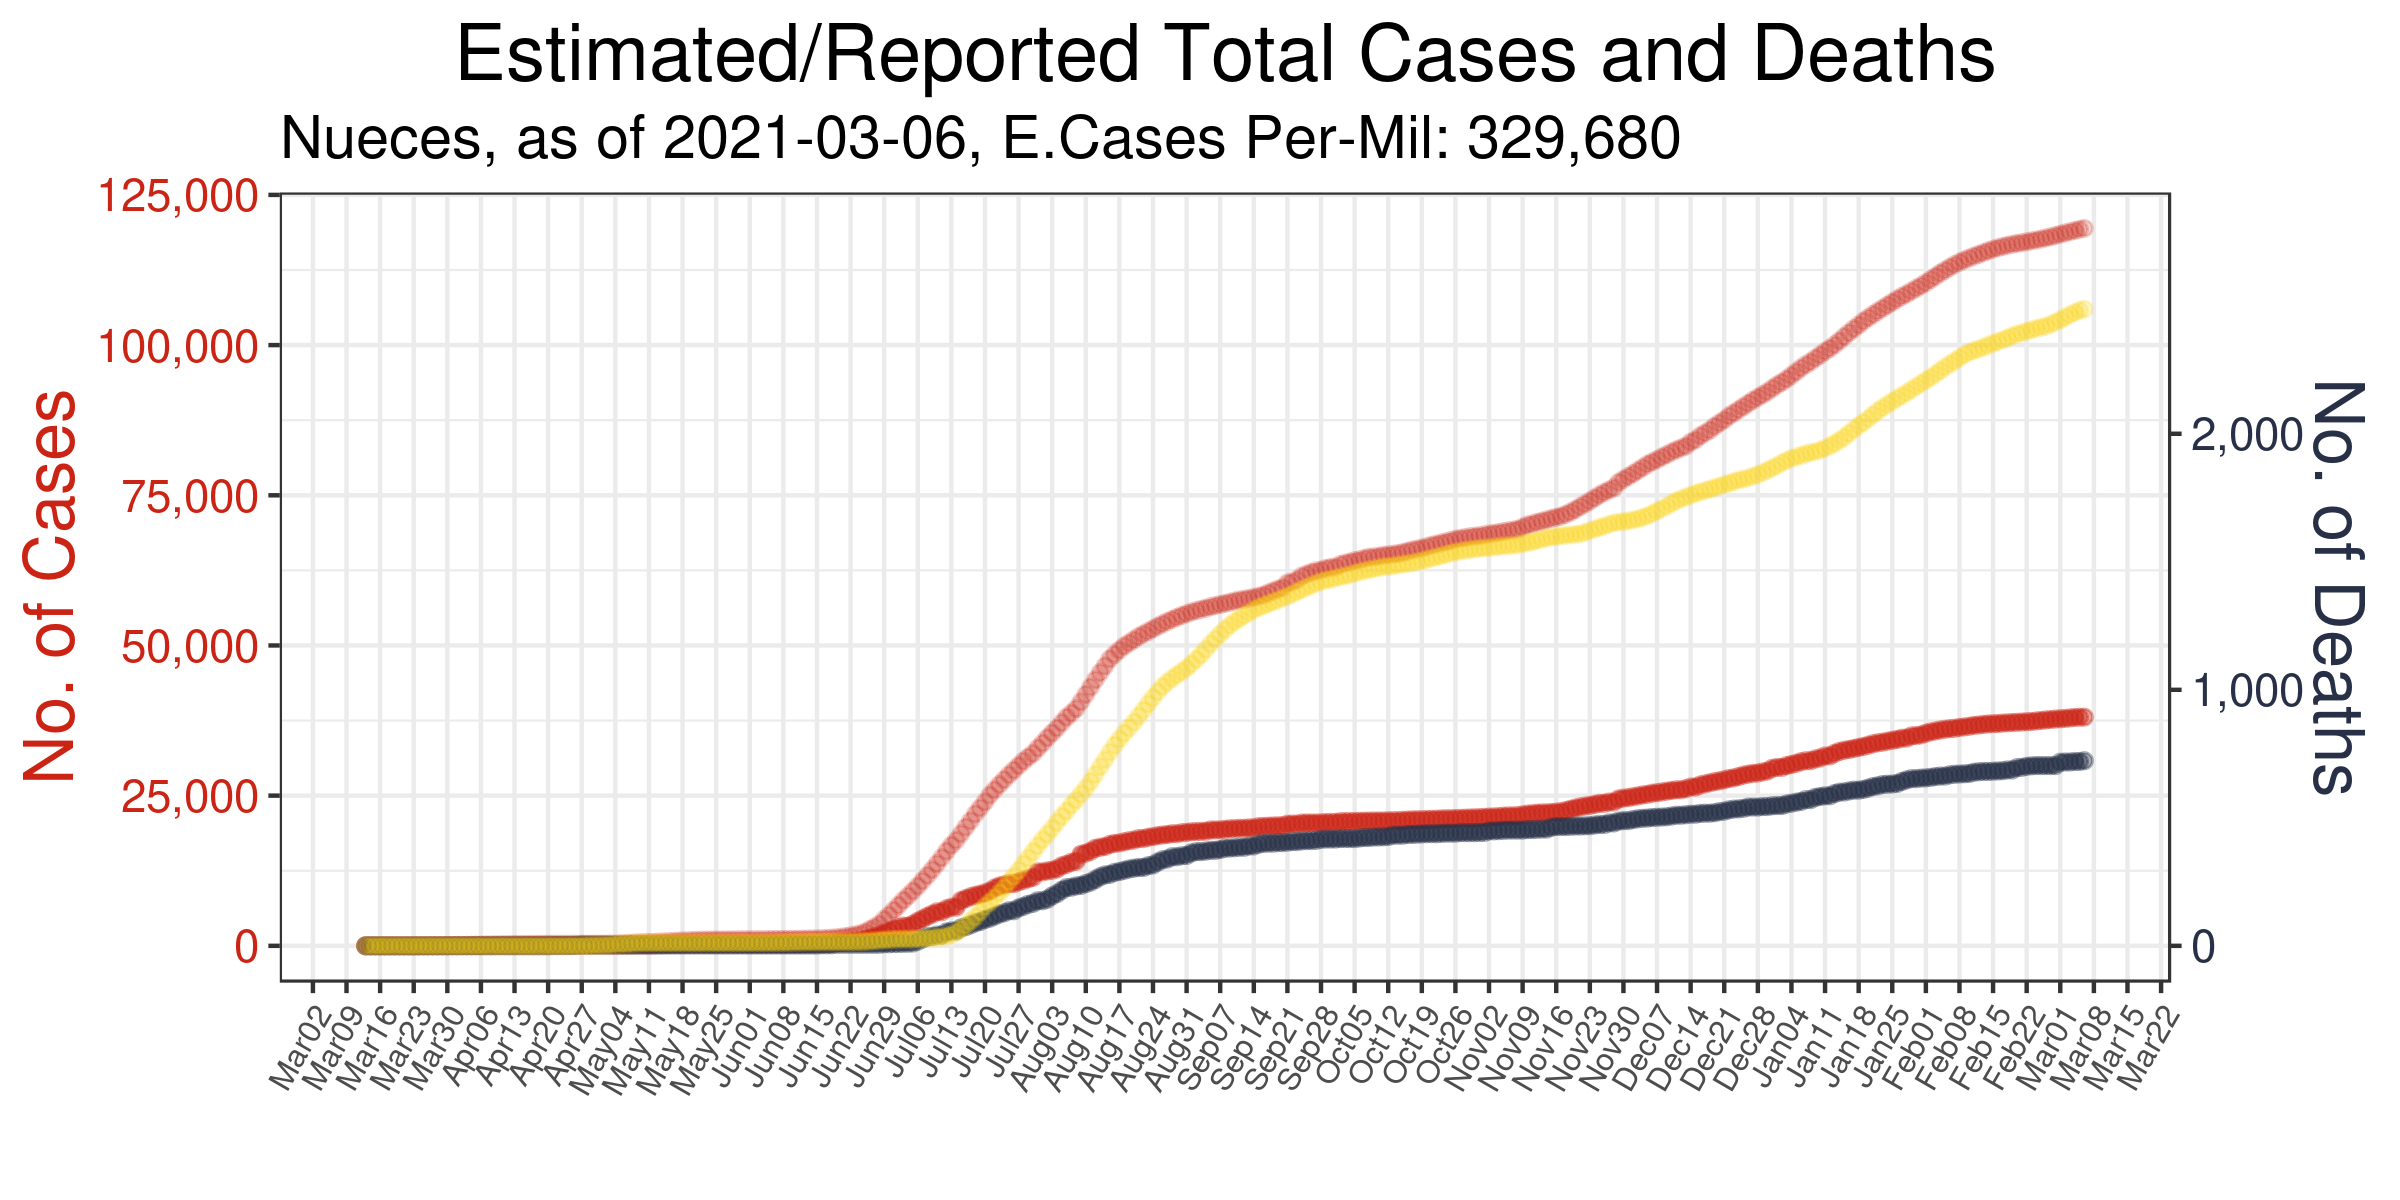 Estimated/Reported Total Cases and Deaths
Nueces, as of 2021-03-06, E.Cases Per-Mil: 329,680
No. of Cases
125,000
100,000
75,000
50,000
25,000
0
No. of Deaths
2,000
1,000
0
Mar02
Mar09
Mar16
Mar23
Mar30
Apr06
Apr13
Apr20
Apr27
May04
May11
May18
May25
Jun01
Jun08
Jun15
Jun22
Jun29
Jul06
Jul13
Jul20
Jul27
Aug03
Aug10
Aug17
Aug24
Aug31
Sep07
Sep14
Sep21
Sep28
Oct05
Oct12
Oct19
Oct26
Nov02
Nov09
Nov16
Nov23
Nov30
Dec07
Dec14
Dec21
Dec28
Jan04
Jan11
Jan18
Jan25
Feb01
Feb08
Feb15
Feb22
Mar01
Mar08
Mar15
Mar22